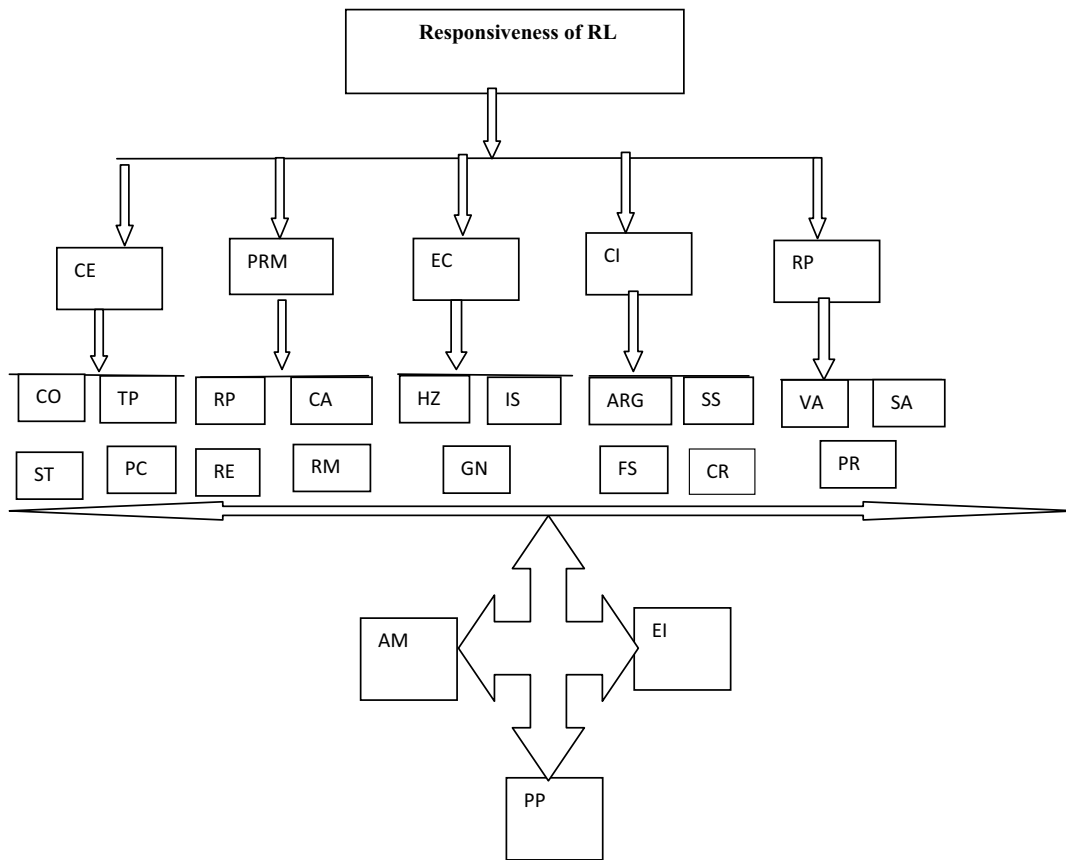 Responsiveness of RL
CE
PRM
EC
CI
RP
CO
TP
RP
CA
HZ
IS
ARG
SS
VA
SA
ST
PC
RE
RM
GN
FS
CR
PR
AM
EI
PP